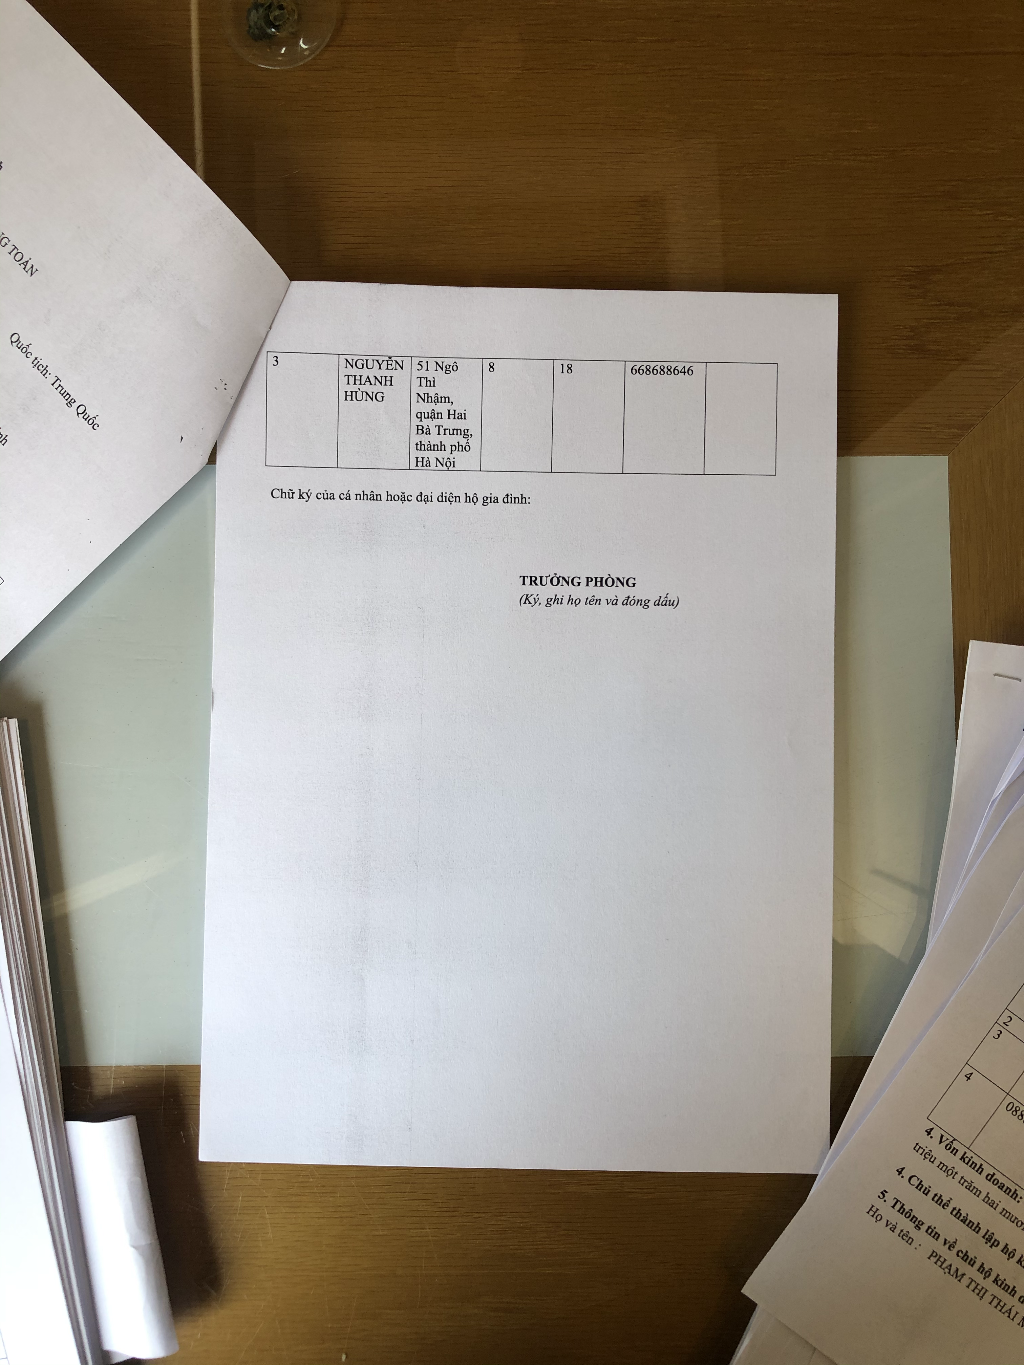 TOÁN
Quốc tịch: Trung Quốc
3
NGUYỄN
THANH
HÙNG
51 Ngô
Thì
Nhậm,
quận Hai
Bà Trưng,
thành phố
Hà Nội
8
18
668688646
Chữ ký của cá nhân hoặc đại diện hộ gia đình:
TRƯỞNG PHÒNG
(Ký, ghi họ tên và đóng dấu)
2
3
4
088
4. Vốn kinh doanh:
triệu một trăm hai mươi
4. Chủ thể thành lập hộ
5. Thông tin về chủ hộ kinh
Họ và tên : PHẠM THỊ THÁI